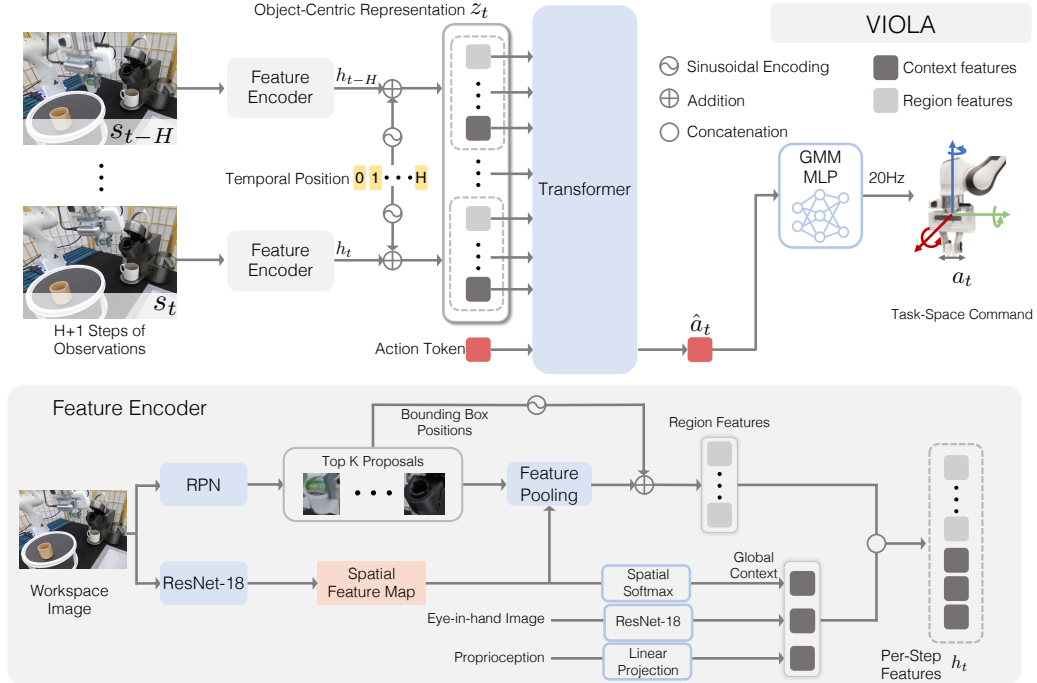 Object-Centric Representation z_t
VIOLA
Feature
Encoder
h_{t-H}
s_{t-H}
Sinusoidal Encoding
Addition
Concatenation
Context features
Region features
Temporal Position 0 1 ··· H
Transformer
GMM
MLP
20Hz
a_t
Task-Space Command
Feature
Encoder
h_t
s_t
H+1 Steps of
Observations
Action Token
â_t
Feature Encoder
Bounding Box
Positions
Region Features
Top K Proposals
RPN
Feature
Pooling
Workspace
Image
ResNet-18
Spatial
Feature Map
Spatial
Softmax
Global
Context
Eye-in-hand Image
ResNet-18
Proprioception
Linear
Projection
Per-Step
Features
h_t